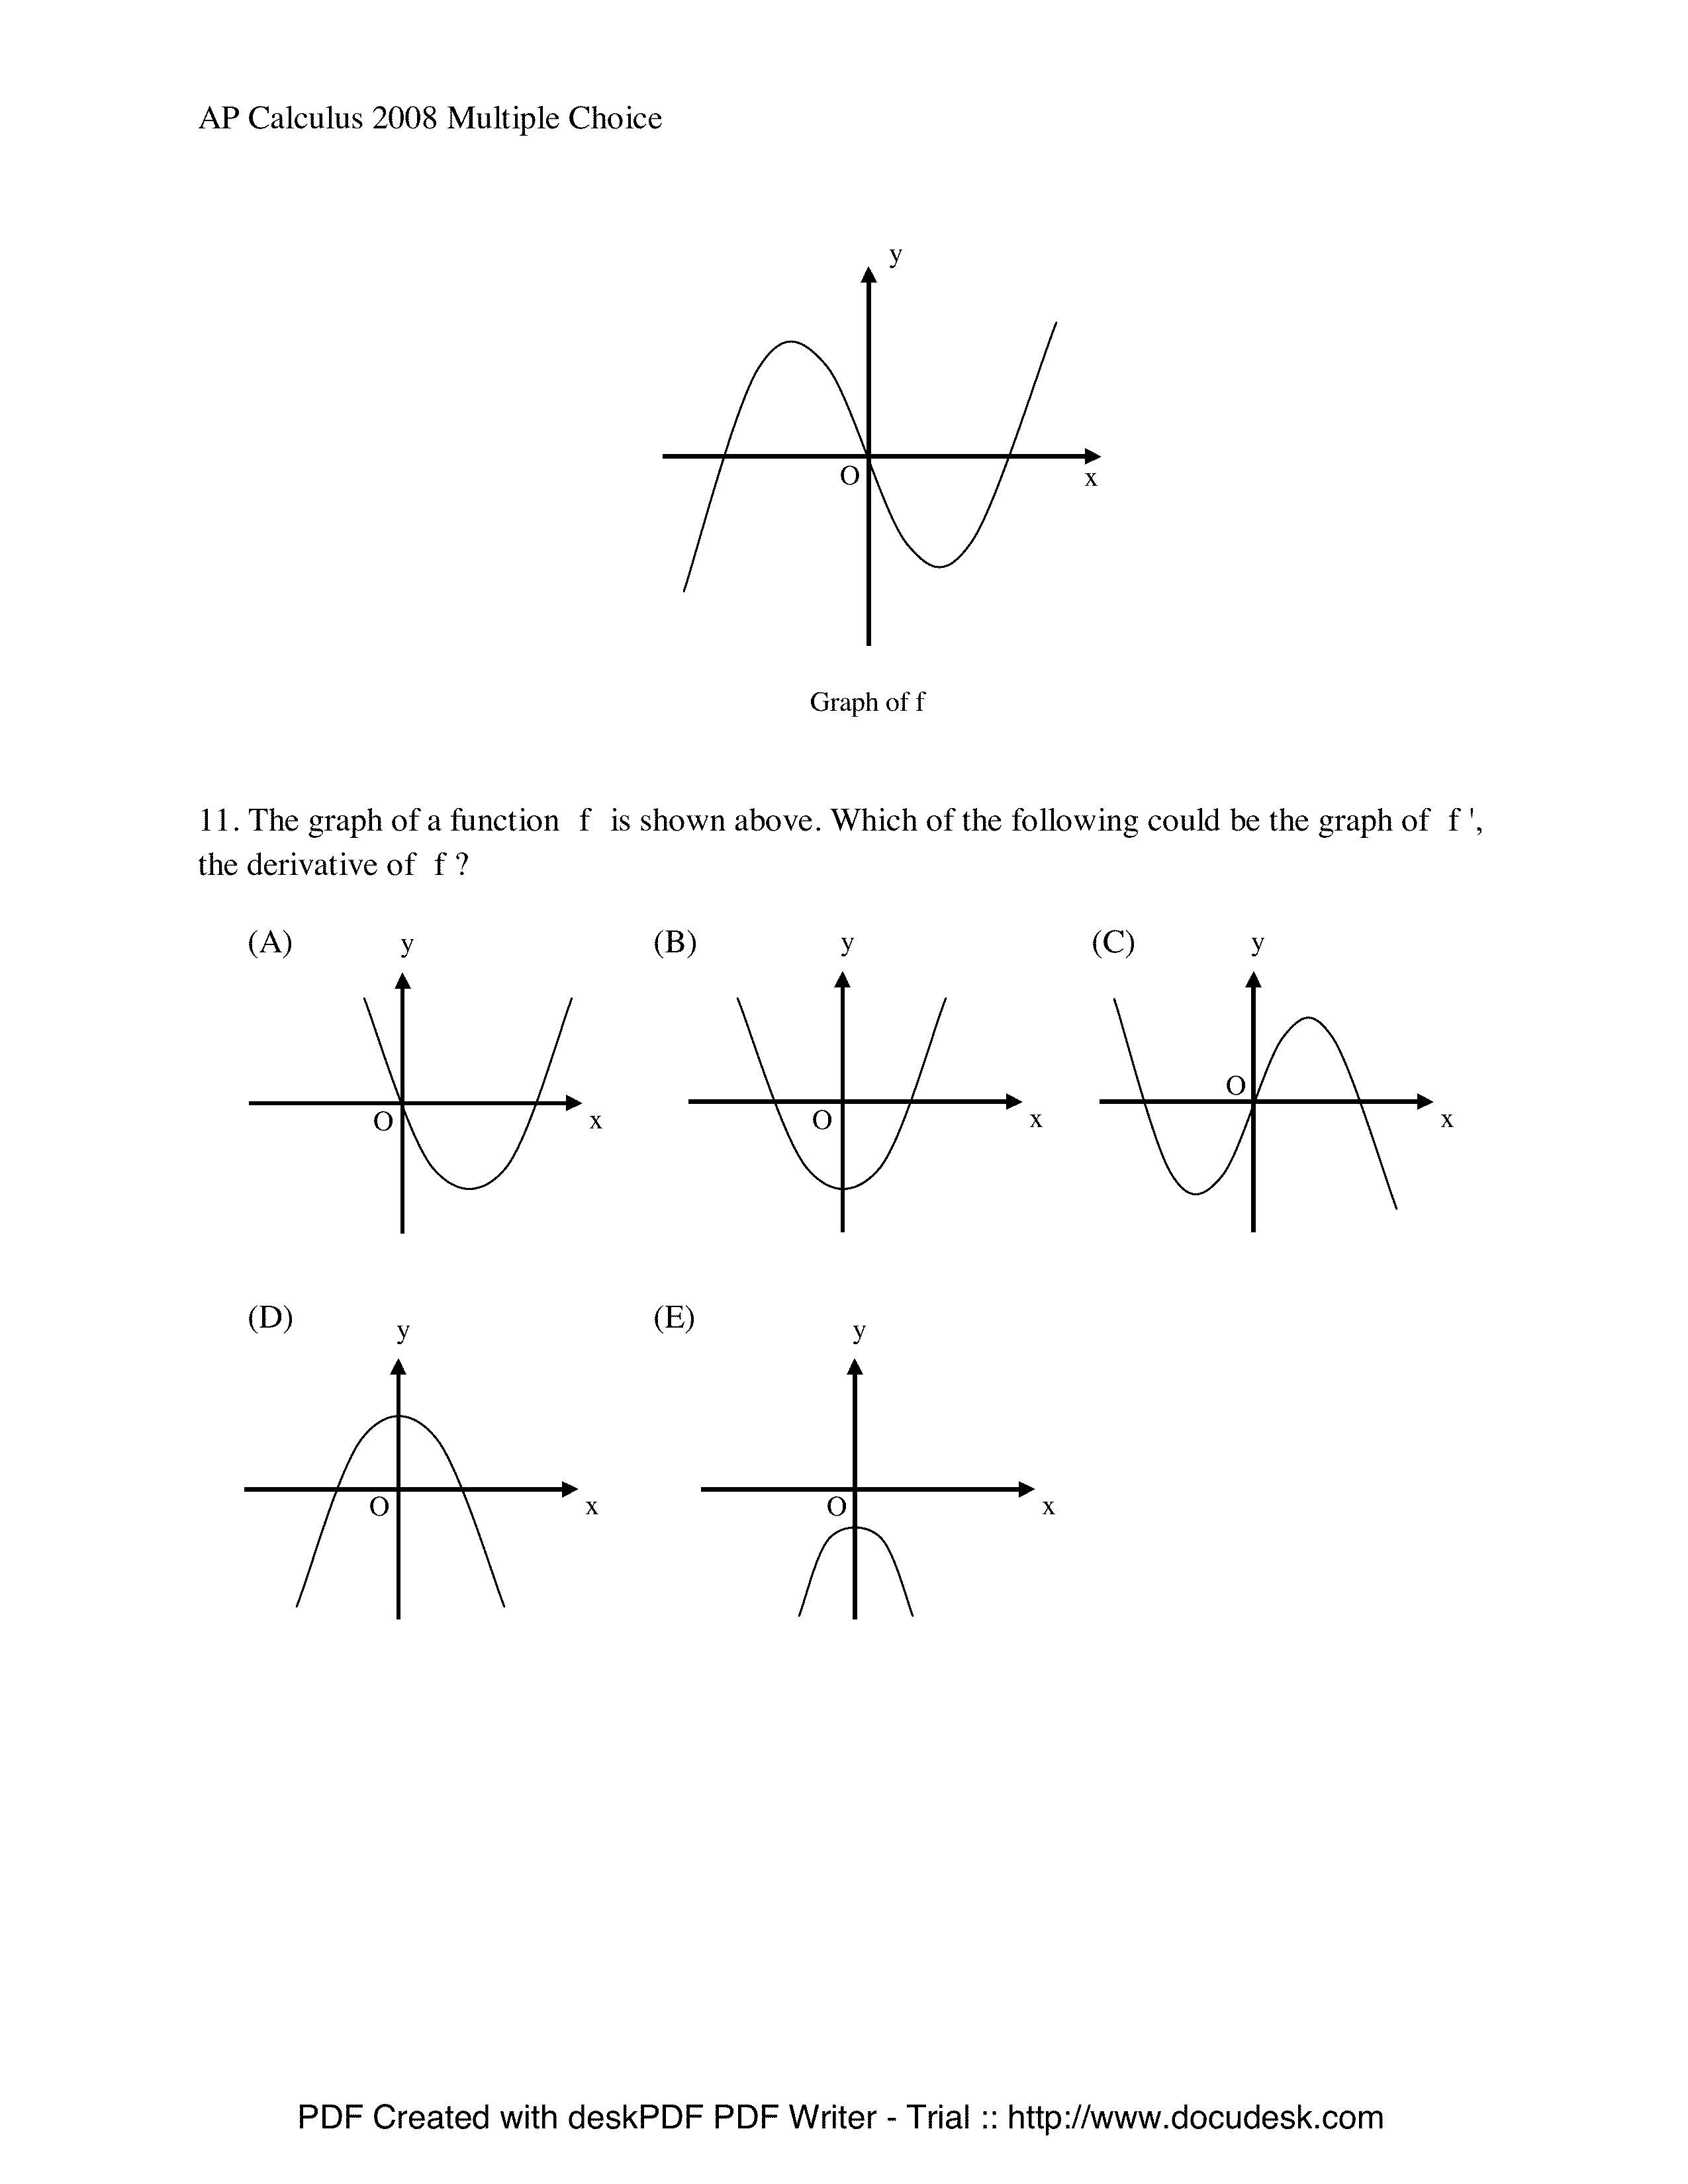 AP Calculus 2008 Multiple Choice
y
O
x
Graph of f
11. The graph of a function f is shown above. Which of the following could be the graph of f ',
the derivative of f ?
(A) y (B) y (C) y
O x O x O x
(D) y (E) y
O x O x
PDF Created with deskPDF PDF Writer - Trial :: http://www.docudesk.com